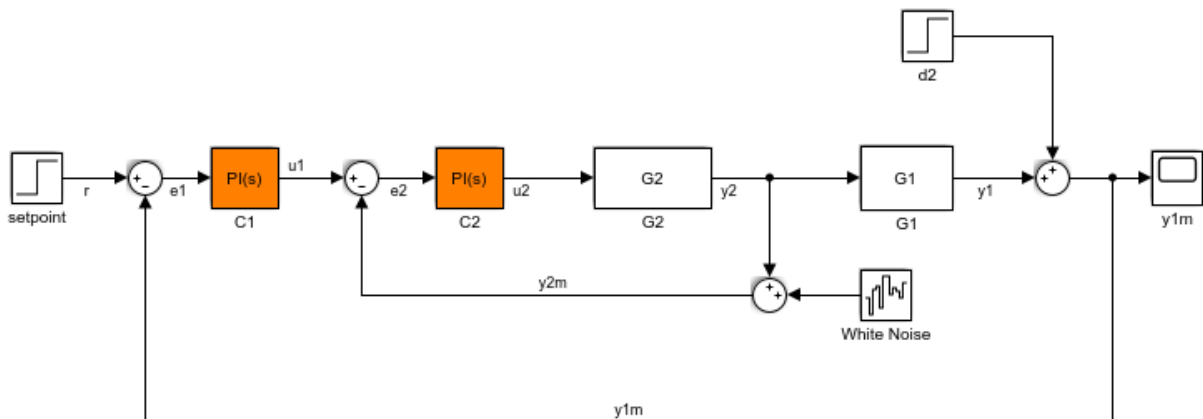 d2
setpoint
r
e1
PI(s)
C1
u1
e2
PI(s)
C2
u2
G2
G2
y2
G1
G1
y1
y1m
y2m
White Noise
y1m